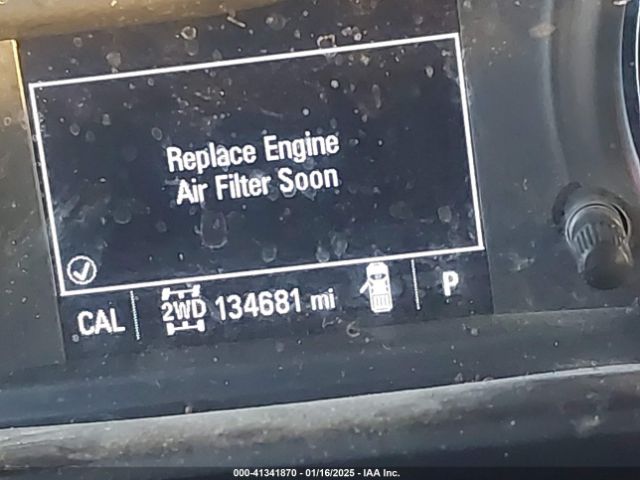 Replace Engine
Air Filter Soon
CAL 2WD 134681 mi P
000-41341870 - 01/16/2025 - IAA Inc.